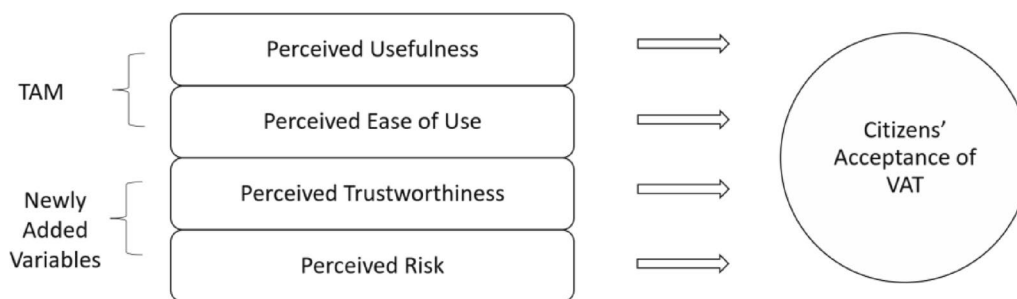 Perceived Usefulness
TAM
Perceived Ease of Use
Perceived Trustworthiness
Newly
Added
Variables
Perceived Risk
Citizens’
Acceptance of
VAT